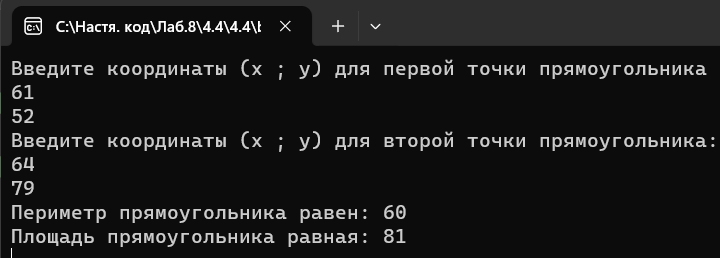 C:\Настя. код\Лаб.8\4.4\4.4\b
Введите координаты (x ; y) для первой точки прямоугольника
61
52
Введите координаты (x ; y) для второй точки прямоугольника:
64
79
Периметр прямоугольника равен: 60
Площадь прямоугольника равная: 81